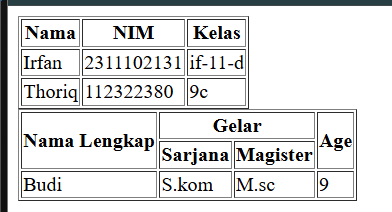 Nama NIM Kelas
Irfan 2311102131 if-11-d
Thoriq 112322380 9c
Nama Lengkap Gelar Age
Sarjana Magister
Budi S.kom M.sc 9